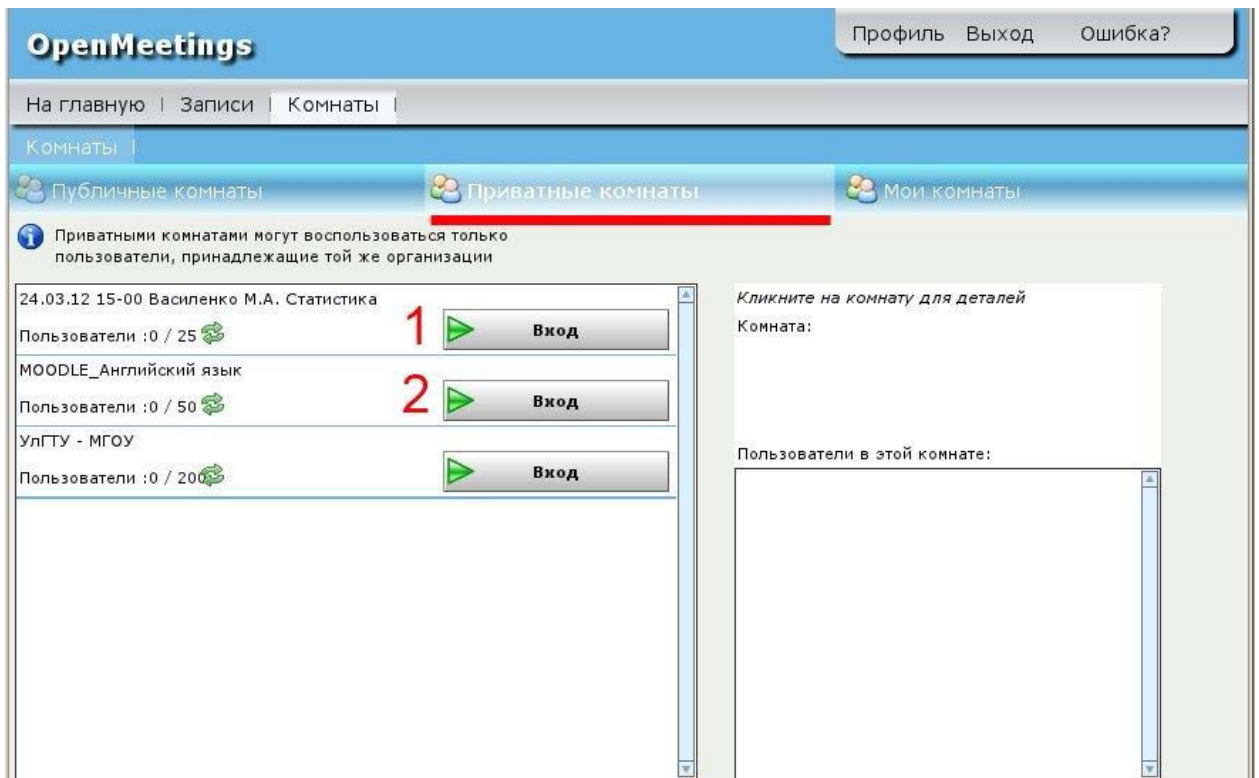 OpenMeetings
Профиль Выход Ошибка?
На главную | Записи | Комнаты |
Комнаты |
Публичные комнаты Приватные комнаты Мои комнаты
Приватными комнатами могут воспользоваться только
пользователи, принадлежащие той же организации
24.03.12 15-00 Василенко М.А. Статистика
Пользователи :0 / 25 1 Вход
MOODLE_Английский язык
Пользователи :0 / 50 2 Вход
УлГТУ - МГОУ
Пользователи :0 / 200 Вход
Кликните на комнату для деталей
Комната:
Пользователи в этой комнате: